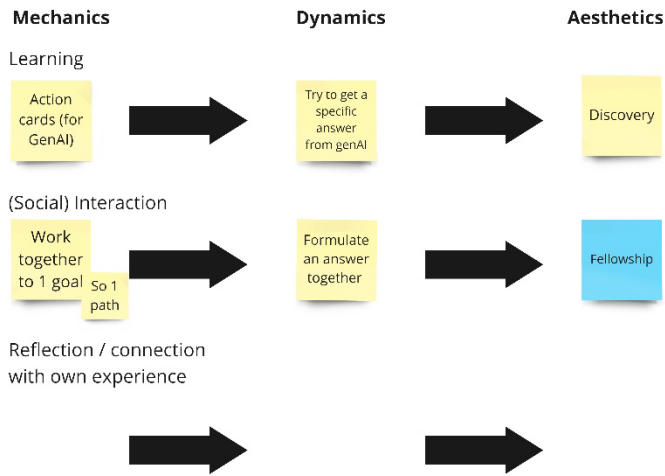 Mechanics
Dynamics
Aesthetics
Learning
Action
cards (for
GenAI)
Try to get a
specific
answer
from genAI
Discovery
(Social) Interaction
Work
together
to 1 goal
So 1
path
Formulate
an answer
together
Fellowship
Reflection / connection
with own experience